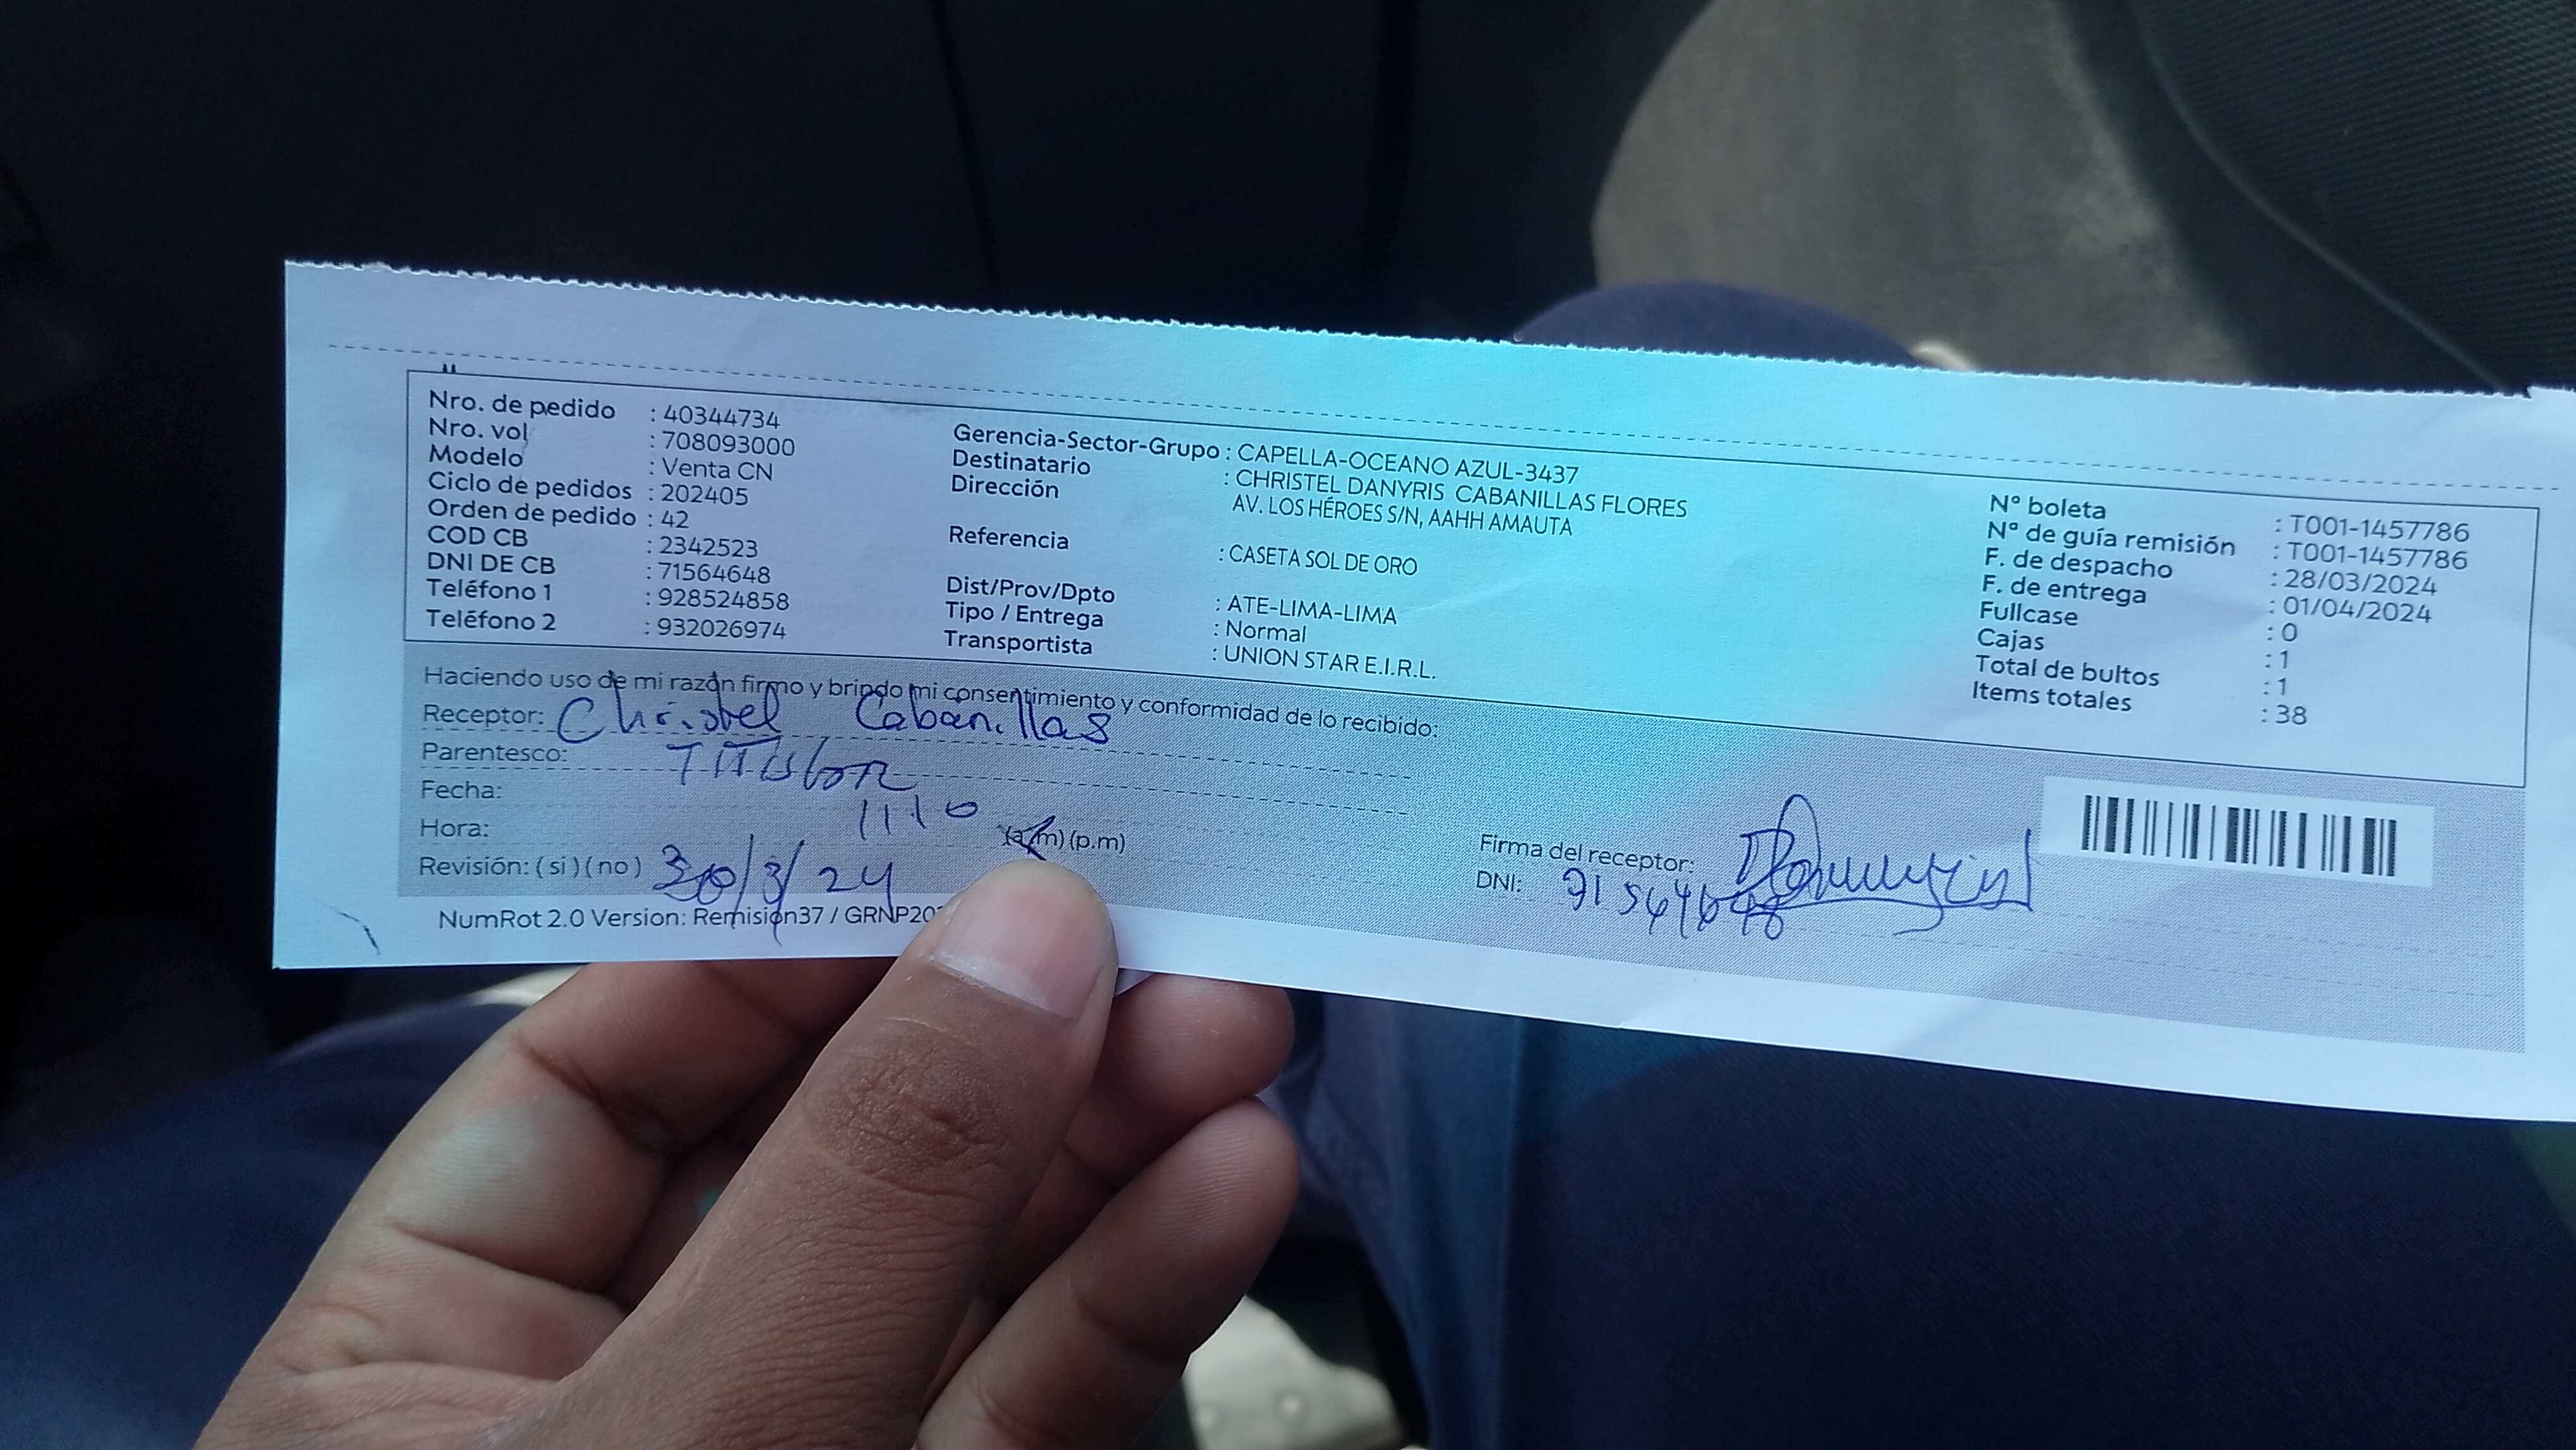 Nro. de pedido : 40344734
Nro. vol : 708093000
Modelo : Venta CN
Ciclo de pedidos : 202405
Orden de pedido : 42
COD CB : 2342523
DNI DE CB : 71564648
Teléfono 1 : 928524858
Teléfono 2 : 932026974
Gerencia-Sector-Grupo : CAPELLA-OCEANO AZUL-3437
Destinatario : CHRISTEL DANYRIS CABANILLAS FLORES
Dirección AV. LOS HÉROES S/N, AAHH AMAUTA
Referencia : CASETA SOL DE ORO
Dist/Prov/Dpto : ATE-LIMA-LIMA
Tipo / Entrega : Normal
Transportista : UNION STAR E.I.R.L.
N° boleta : T001-1457786
N° de guía remisión : T001-1457786
F. de despacho : 28/03/2024
F. de entrega : 01/04/2024
Fullcase : 0
Cajas : 1
Total de bultos : 1
Items totales : 38
Haciendo uso de mi razón firmo y brindo mi consentimiento y conformidad de lo recibido:
Receptor: Christel Cabanillas
Parentesco:
Fecha:
Hora: 11:10 (a.m) (p.m)
Revisión: ( si ) ( no ) 30/3/24
Firma del receptor:
DNI: 71564648
NumRot 2.0 Version: Remisión37 /